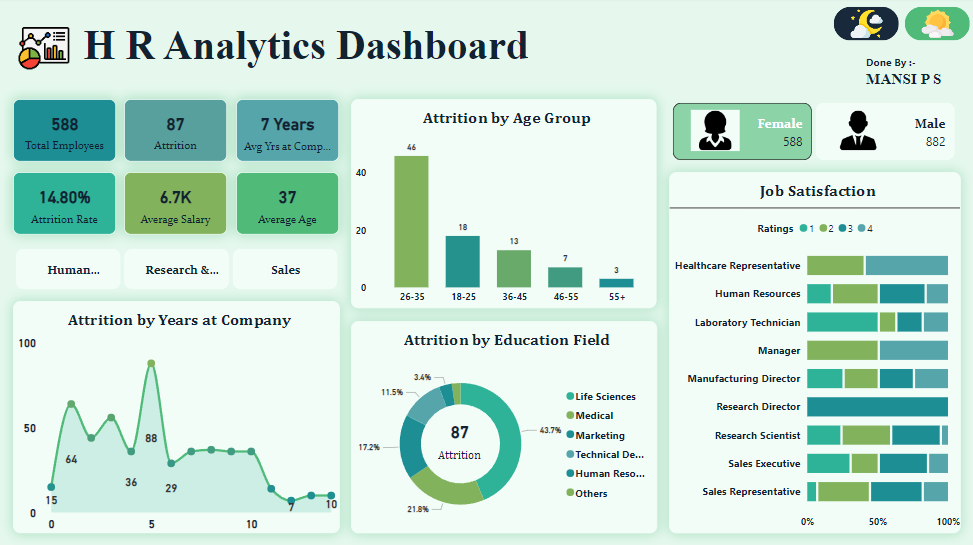 H R Analytics Dashboard
Done By :-
MANSI P S
588
Total Employees
87
Attrition
7 Years
Avg Yrs at Comp...
14.80%
Attrition Rate
6.7K
Average Salary
37
Average Age
Human...
Research &...
Sales
Attrition by Years at Company
100
50
0
15
64
36
88
29
7
10
0
5
10
Attrition by Age Group
40
20
0
46
18
13
7
3
26-35
18-25
36-45
46-55
55+
Attrition by Education Field
3.4%
11.5%
17.2%
21.8%
43.7%
87
Attrition
Life Sciences
Medical
Marketing
Technical De...
Human Reso...
Others
Female
588
Male
882
Job Satisfaction
Ratings 1 2 3 4
Healthcare Representative
Human Resources
Laboratory Technician
Manager
Manufacturing Director
Research Director
Research Scientist
Sales Executive
Sales Representative
0% 50% 100%